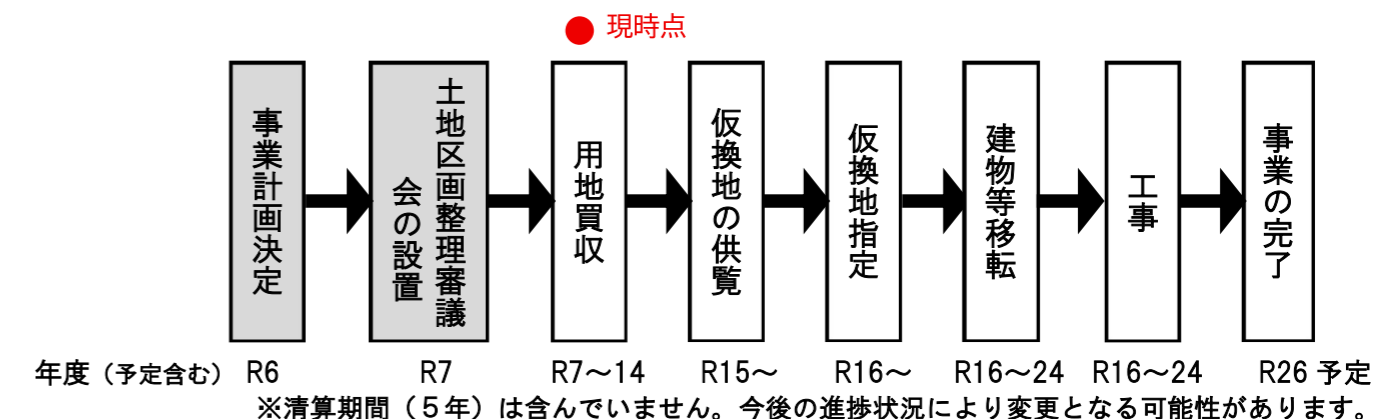 現時点
事業計画決定
土地区画整理審議
会の設置
用地買収
仮換地の供覧
仮換地指定
建物等移転
工事
事業の完了
年度（予定含む） R6 R7 R7～14 R15～ R16～ R16～24 R16～24 R26 予定
※清算期間（５年）は含んでいません。今後の進捗状況により変更となる可能性があります。